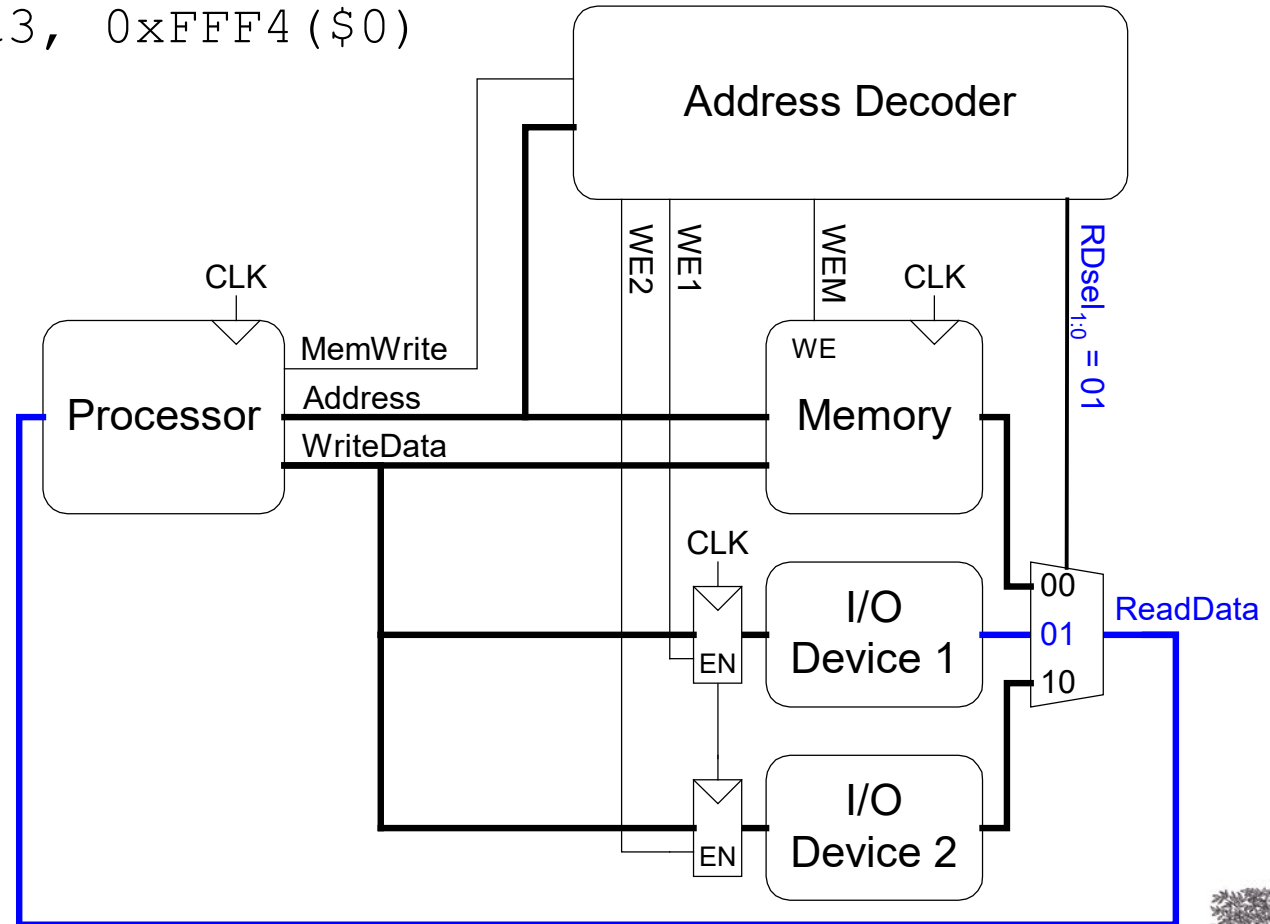 3, 0xFFF4($0)
Address Decoder
WE2
WE1
WEM
RDsel1:0 = 01
CLK
CLK
MemWrite
WE
Processor
Address
Memory
WriteData
CLK
00
I/O
Device 1
EN
01
ReadData
10
I/O
Device 2
EN